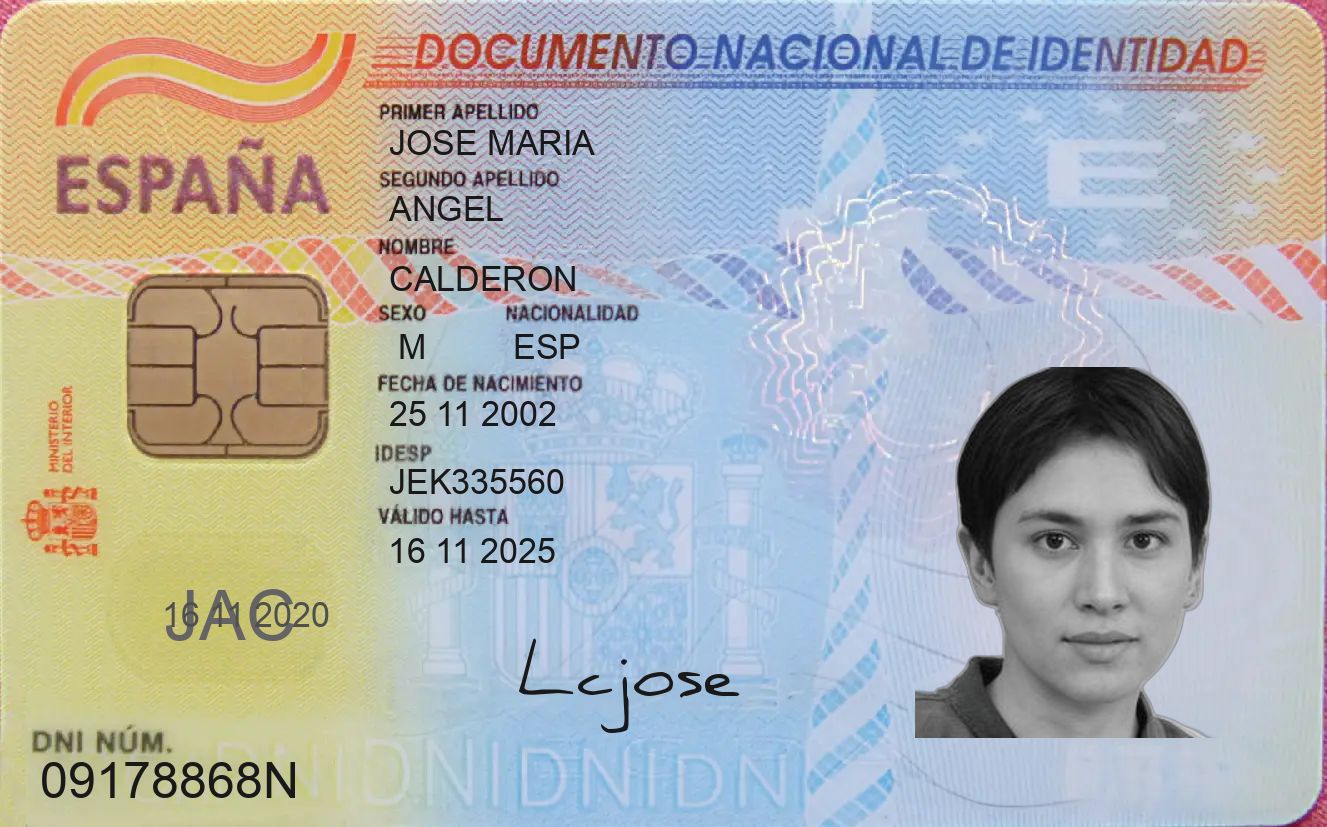 DOCUMENTO NACIONAL DE IDENTIDAD
ESPAÑA
PRIMER APELLIDO
JOSE MARIA
SEGUNDO APELLIDO
ANGEL
NOMBRE
CALDERON
SEXO NACIONALIDAD
M ESP
FECHA DE NACIMIENTO
25 11 2002
IDESP
JEK335560
VÁLIDO HASTA
16 11 2025
MINISTERIO
DEL INTERIOR
E
JAC
16 11 2020
Lcjose
DNI NÚM.
09178868N
DNIDNIDNIDNI